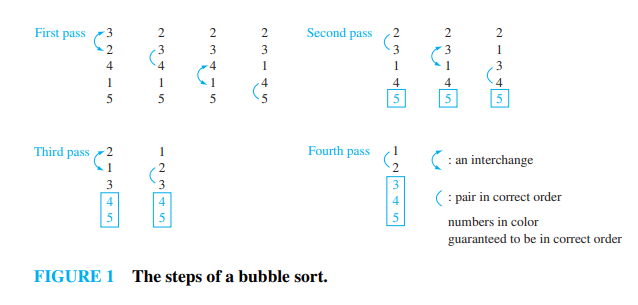 First pass 3 2 2 2 Second pass 2 2 2
2 3 3 3 3 3 1
4 4 4 1 1 1 3
1 1 1 4 4 4 4
5 5 5 5 5 5 5
Third pass 2 1 Fourth pass 1
1 2 2 : an interchange
3 3 3
4 4 4 : pair in correct order
5 5 5 numbers in color
guaranteed to be in correct order
FIGURE 1 The steps of a bubble sort.